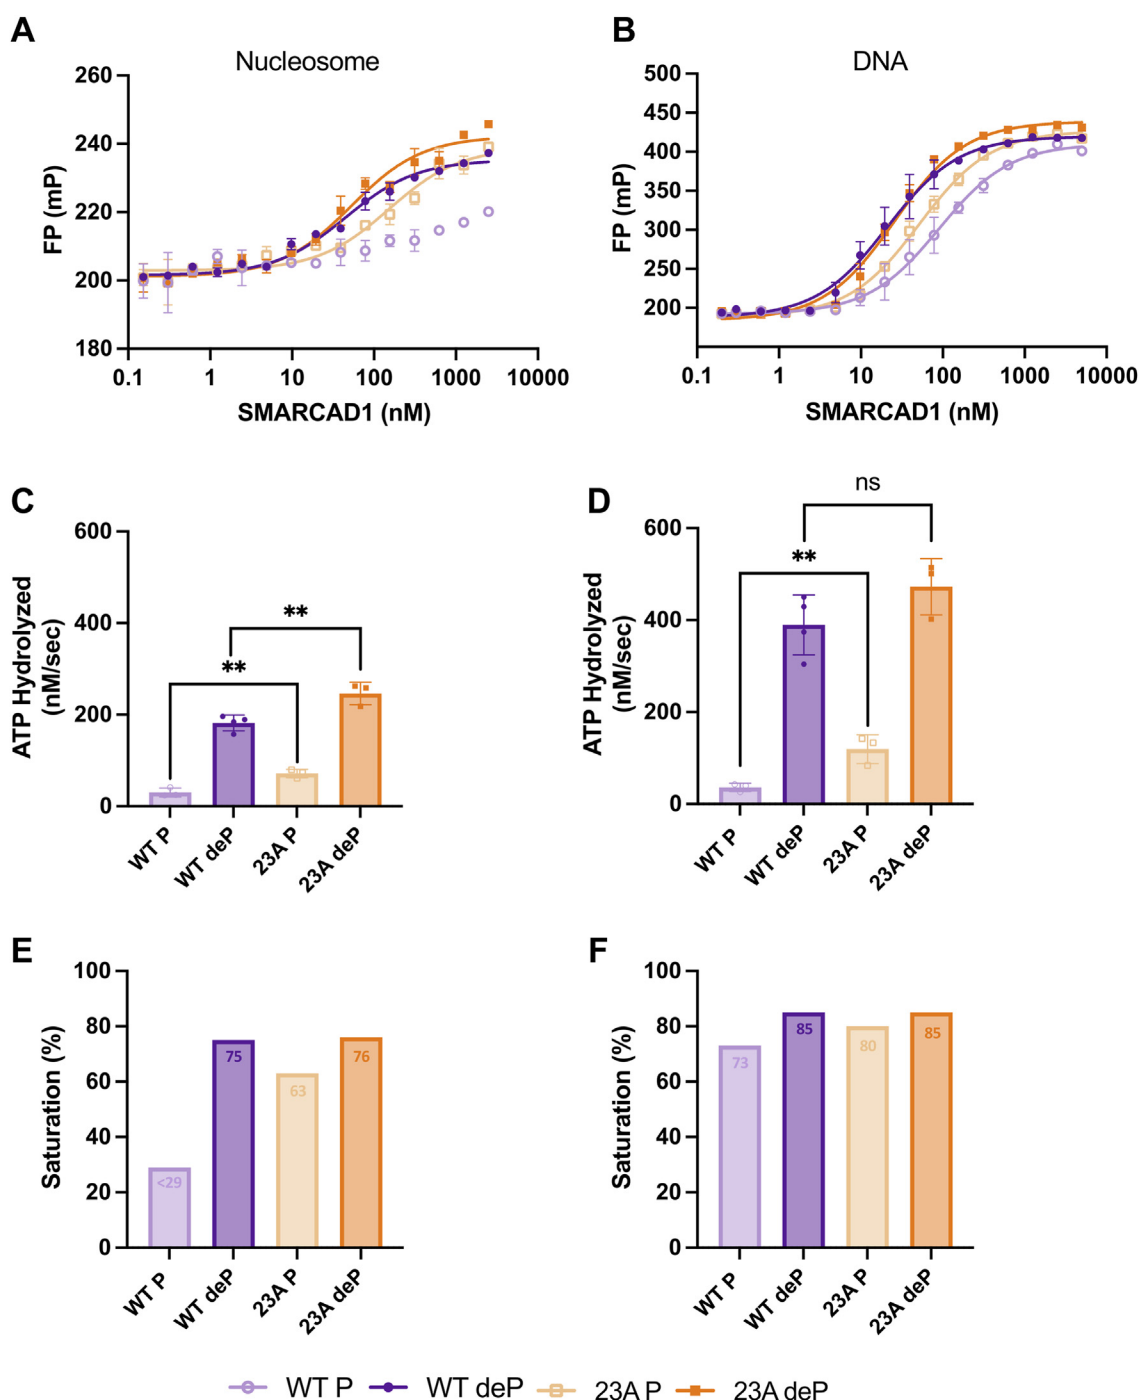 A
B
Nucleosome
DNA
260
240
220
200
180
FP (mP)
0.1 1 10 100 1000 10000
SMARCAD1 (nM)
500
450
400
350
300
250
200
FP (mP)
0.1 1 10 100 1000 10000
SMARCAD1 (nM)
C
600
400
200
0
ATP Hydrolyzed
(nM/sec)
**
**
WT P
WT deP
23A P
23A deP
D
ns
600
400
200
0
ATP Hydrolyzed
(nM/sec)
**
WT P
WT deP
23A P
23A deP
E
100
80
60
40
20
0
Saturation (%)
<29
75
63
76
WT P
WT deP
23A P
23A deP
F
100
80
60
40
20
0
Saturation (%)
73
85
80
85
WT P
WT deP
23A P
23A deP
WT P WT deP 23A P 23A deP